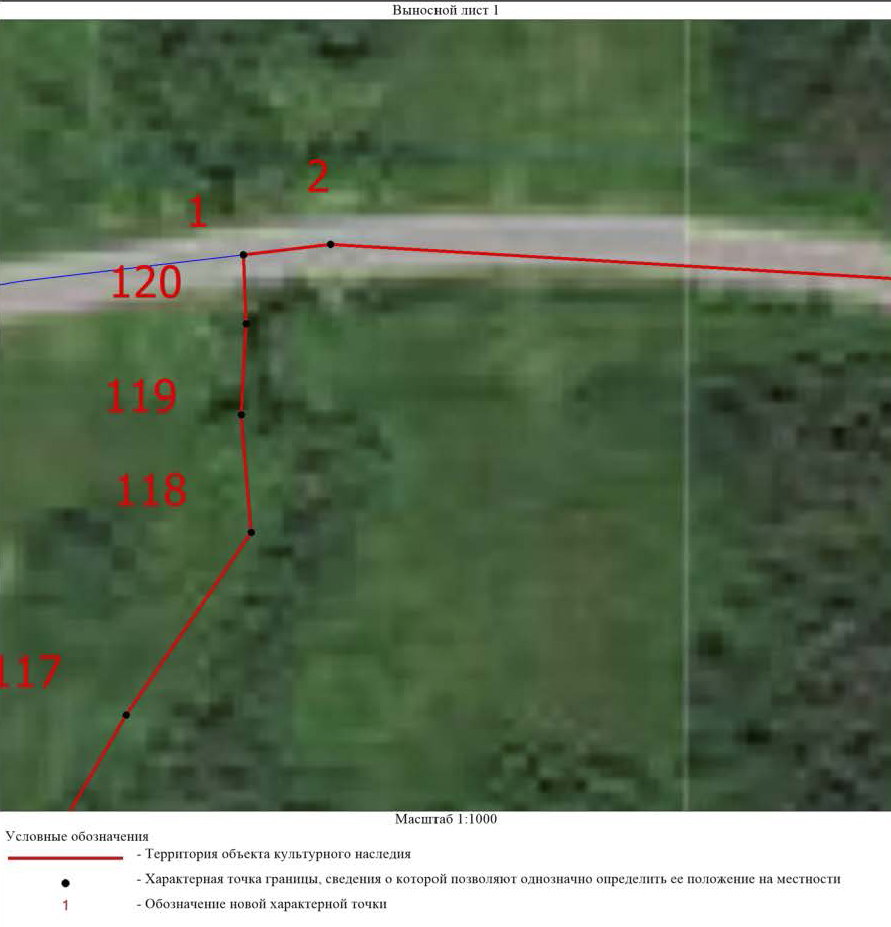 Выносной лист 1
2
1
120
119
118
117
Масштаб 1:1000
Условные обозначения
- Территория объекта культурного наследия
- Характерная точка границы, сведения о которой позволяют однозначно определить ее положение на местности
1 - Обозначение новой характерной точки